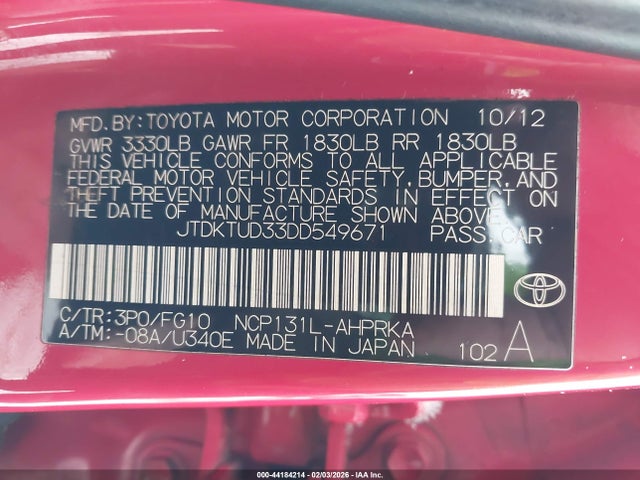 MFD.BY:TOYOTA MOTOR CORPORATION 10/12
GVWR 3330LB GAWR FR 1830LB RR 1830LB
THIS VEHICLE CONFORMS TO ALL APPLICABLE
FEDERAL MOTOR VEHICLE SAFETY,BUMPER,AND
THEFT PREVENTION STANDARDS IN EFFECT ON
THE DATE OF MANUFACTURE SHOWN ABOVE.
JTDKTUD33DD549671 PASS.CAR
C/TR:3P0/FG10 NCP131L-AHPRKA
A/TM:-08A/U340E MADE IN JAPAN 102 A
000-44184214 - 02/03/2026 - IAA Inc.